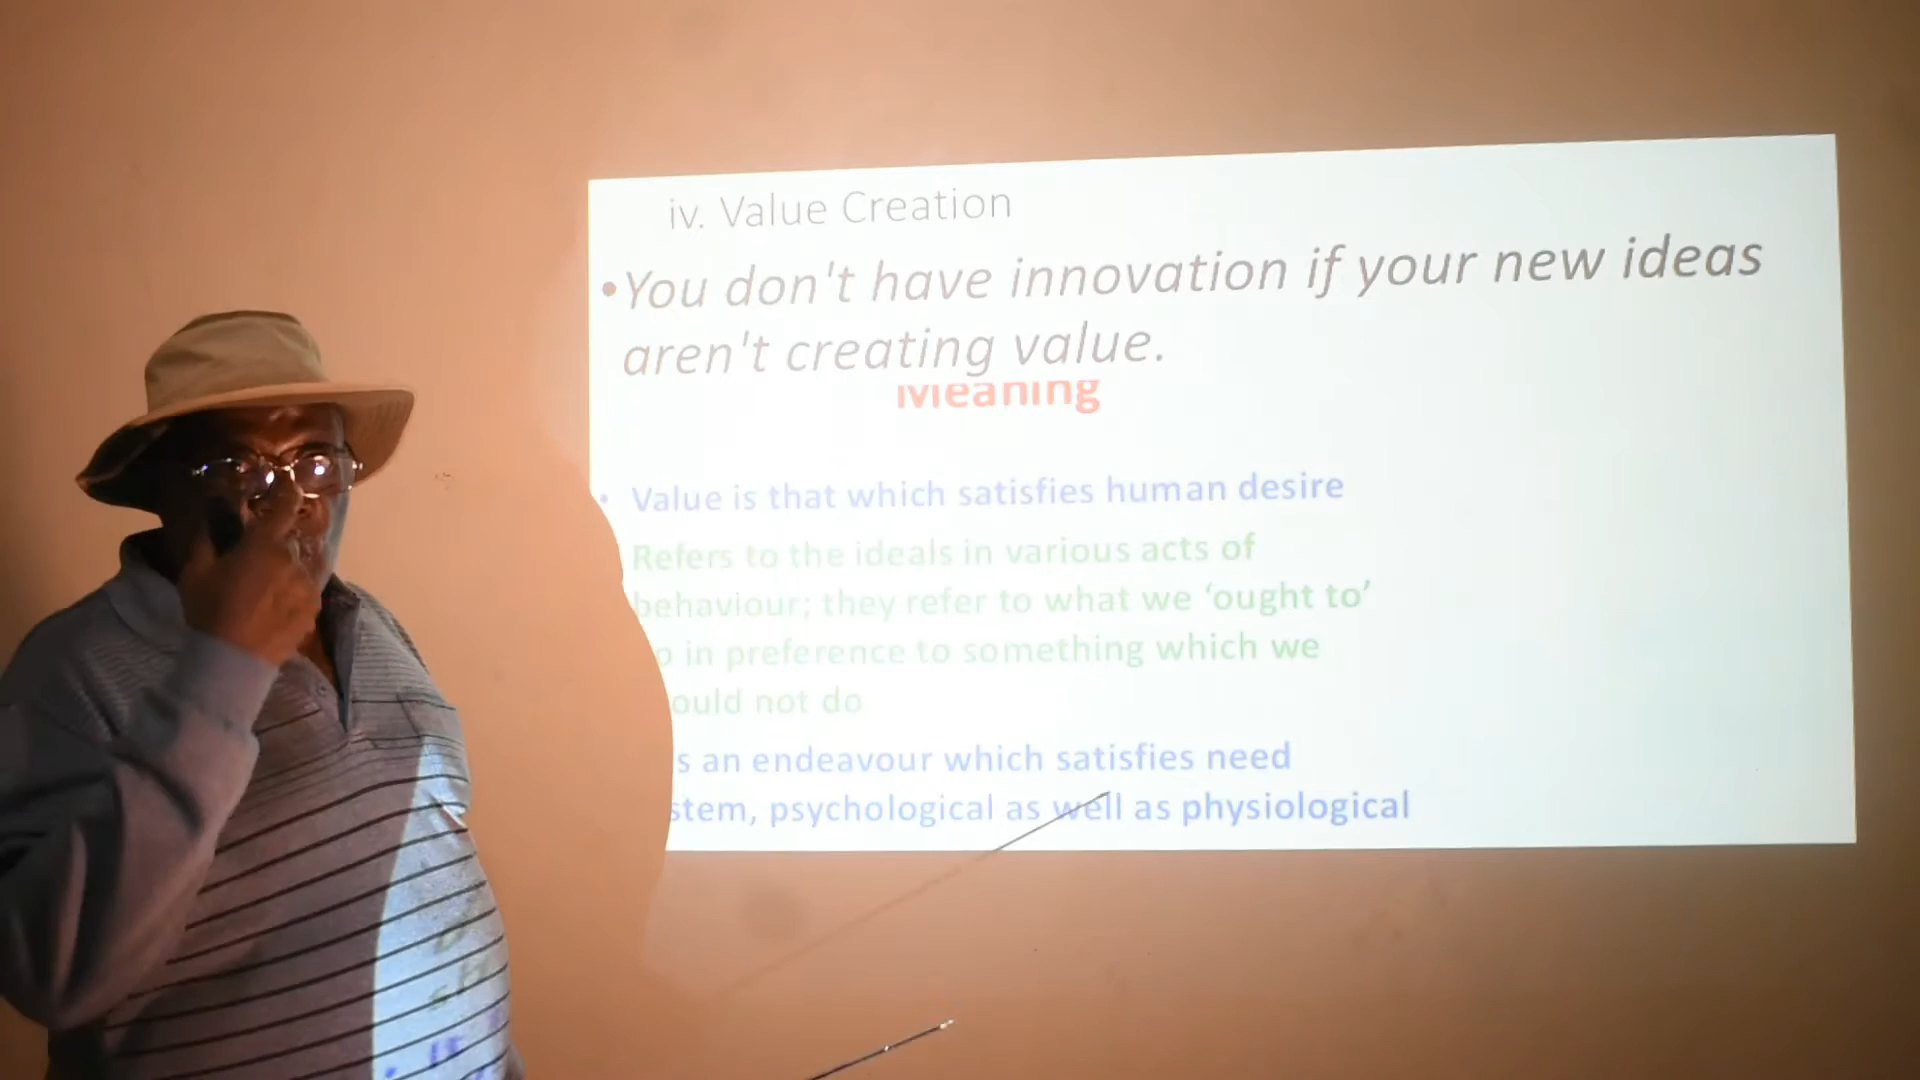 iv. Value Creation
•You don't have innovation if your new ideas
aren't creating value.
Meaning
• Value is that which satisfies human desire
Refers to the ideals in various acts of
behaviour; they refer to what we ‘ought to’
in preference to something which we
not do
an endeavour which satisfies need
psychological as well as physiological